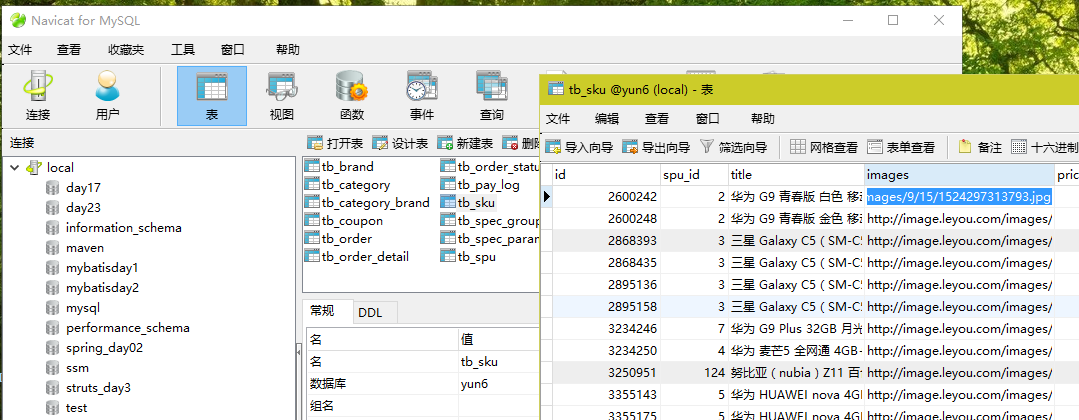 Navicat for MySQL
文件 查看 收藏夹 工具 窗口 帮助
连接 用户 表 视图 函数 事件 查询
连接
local
day17
day23
information_schema
maven
mybatisday1
mybatisday2
mysql
performance_schema
spring_day02
ssm
struts_day3
test
打开表 设计表 新建表 删除
tb_brand tb_order_statu
tb_category tb_pay_log
tb_category_brand tb_sku
tb_coupon tb_spec_group
tb_order tb_spec_param
tb_order_detail tb_spu
常规 DDL
名 值
名 tb_sku
数据库 yun6
组名
tb_sku @yun6 (local) - 表
文件 编辑 查看 窗口 帮助
导入向导 导出向导 筛选向导 网格查看 表单查看 备注 十六进制
id spu_id title images pric
2600242 2 华为 G9 青春版 白色 移动 nages/9/15/1524297313793.jpg
2600248 2 华为 G9 青春版 金色 移动 http://image.leyou.com/images/
2868393 3 三星 Galaxy C5（SM-C5 http://image.leyou.com/images/
2868435 3 三星 Galaxy C5（SM-C5 http://image.leyou.com/images/
2895136 3 三星 Galaxy C5（SM-C5 http://image.leyou.com/images/
2895158 3 三星 Galaxy C5（SM-C5 http://image.leyou.com/images/
3234246 7 华为 G9 Plus 32GB 月光 http://image.leyou.com/images/
3234250 4 华为 麦芒5 全网通 4GB+ http://image.leyou.com/images/
3250951 124 努比亚（nubia）Z11 百 http://image.leyou.com/images/
3355143 5 华为 HUAWEI nova 4GB http://image.leyou.com/images/
3355175 5 华为 HUAWEI nova 4GB http://image.leyou.com/images/